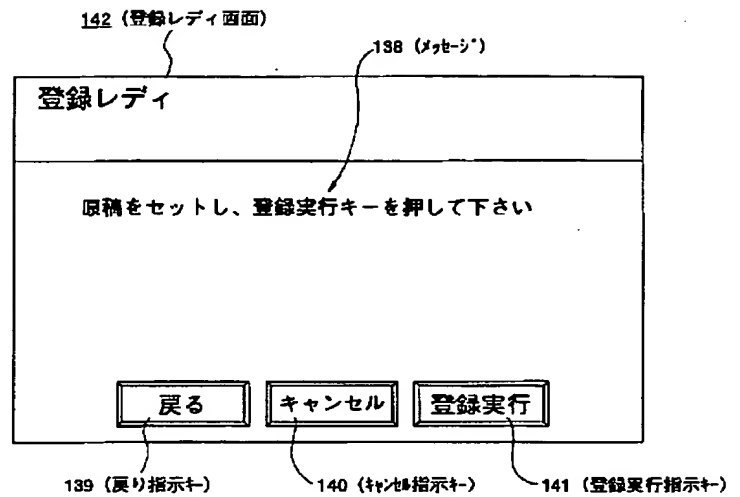 142 (登録レディ画面)
138 (メッセージ)
登録レディ
原稿をセットし、登録実行キーを押して下さい
戻る キャンセル 登録実行
139 (戻り指示キー) 140 (キャンセル指示キー) 141 (登録実行指示キー)